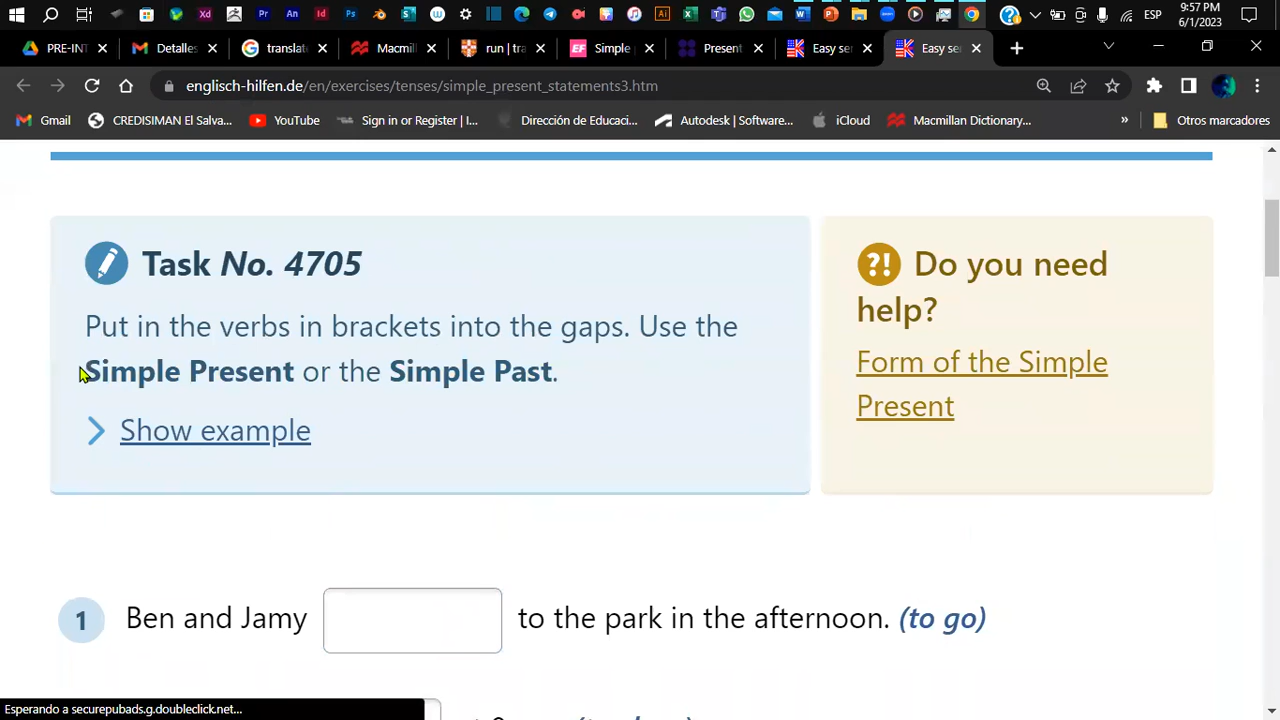 9:57 PM
ESP
6/1/2023
PRE-INT
Detalles
translat
Macmill
run | tra
Simple
Present
Easy ser
Easy ser
englisch-hilfen.de/en/exercises/tenses/simple_present_statements3.htm
Gmail
CREDISIMAN El Salva...
YouTube
Sign in or Register | I...
Dirección de Educaci...
Autodesk | Software...
iCloud
Macmillan Dictionary...
»
Otros marcadores
Task No. 4705
Put in the verbs in brackets into the gaps. Use the
Simple Present or the Simple Past.
Show example
?! Do you need
help?
Form of the Simple
Present
1 Ben and Jamy to the park in the afternoon. (to go)
Esperando a securepubads.g.doubleclick.net...